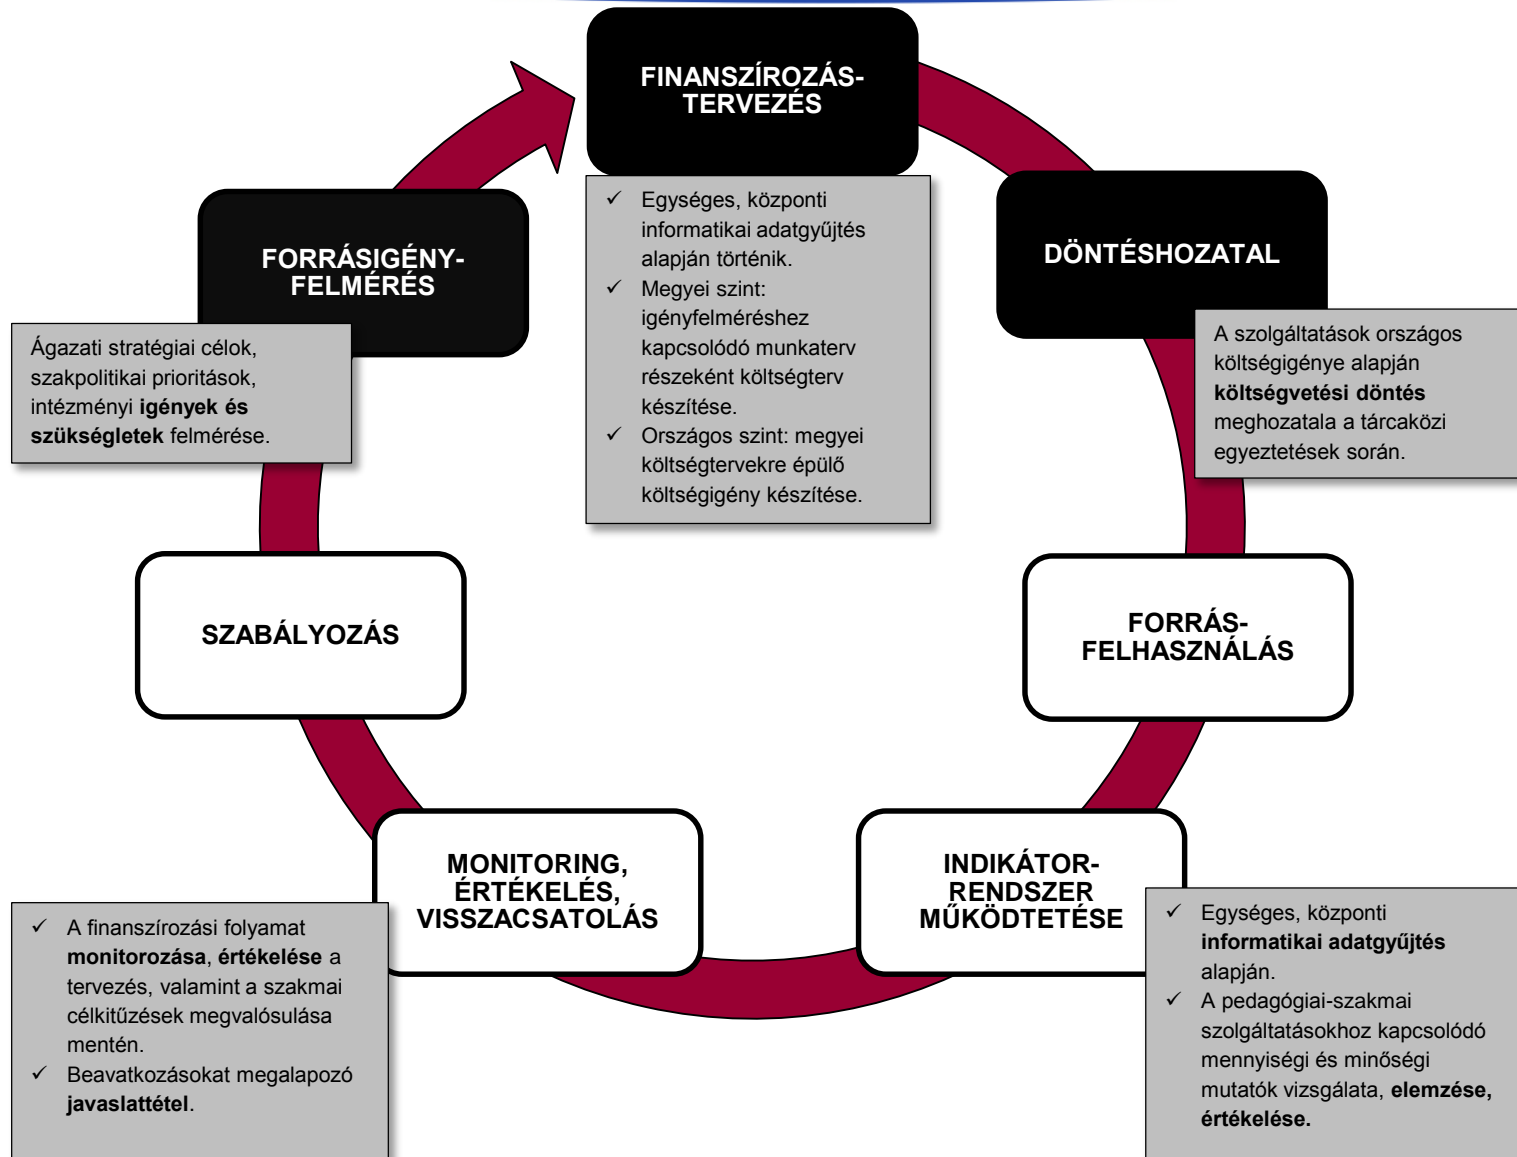 FINANSZÍROZÁS-
TERVEZÉS
✓ Egységes, központi
informatikai adatgyűjtés
alapján történik.
✓ Megyei szint:
igényfelméréshez
kapcsolódó munkaterv
részeként költségterv
készítése.
✓ Országos szint: megyei
költségtervekre épülő
költségigény készítése.
DÖNTÉSHOZATAL
A szolgáltatások országos
költségigénye alapján
költségvetési döntés
meghozatala a tárcaközi
egyeztetések során.
FORRÁS-
FELHASZNÁLÁS
INDIKÁTOR-
RENDSZER
MŰKÖDTETÉSE
✓ Egységes, központi
informatikai adatgyűjtés
alapján.
✓ A pedagógiai-szakmai
szolgáltatásokhoz kapcsolódó
mennyiségi és minőségi
mutatók vizsgálata, elemzése,
értékelése.
MONITORING,
ÉRTÉKELÉS,
VISSZACSATOLÁS
✓ A finanszírozási folyamat
monitorozása, értékelése a
tervezés, valamint a szakmai
célkitűzések megvalósulása
mentén.
✓ Beavatkozásokat megalapozó
javaslattétel.
SZABÁLYOZÁS
FORRÁSIGÉNY-
FELMÉRÉS
Ágazati stratégiai célok,
szakpolitikai prioritások,
intézményi igények és
szükségletek felmérése.